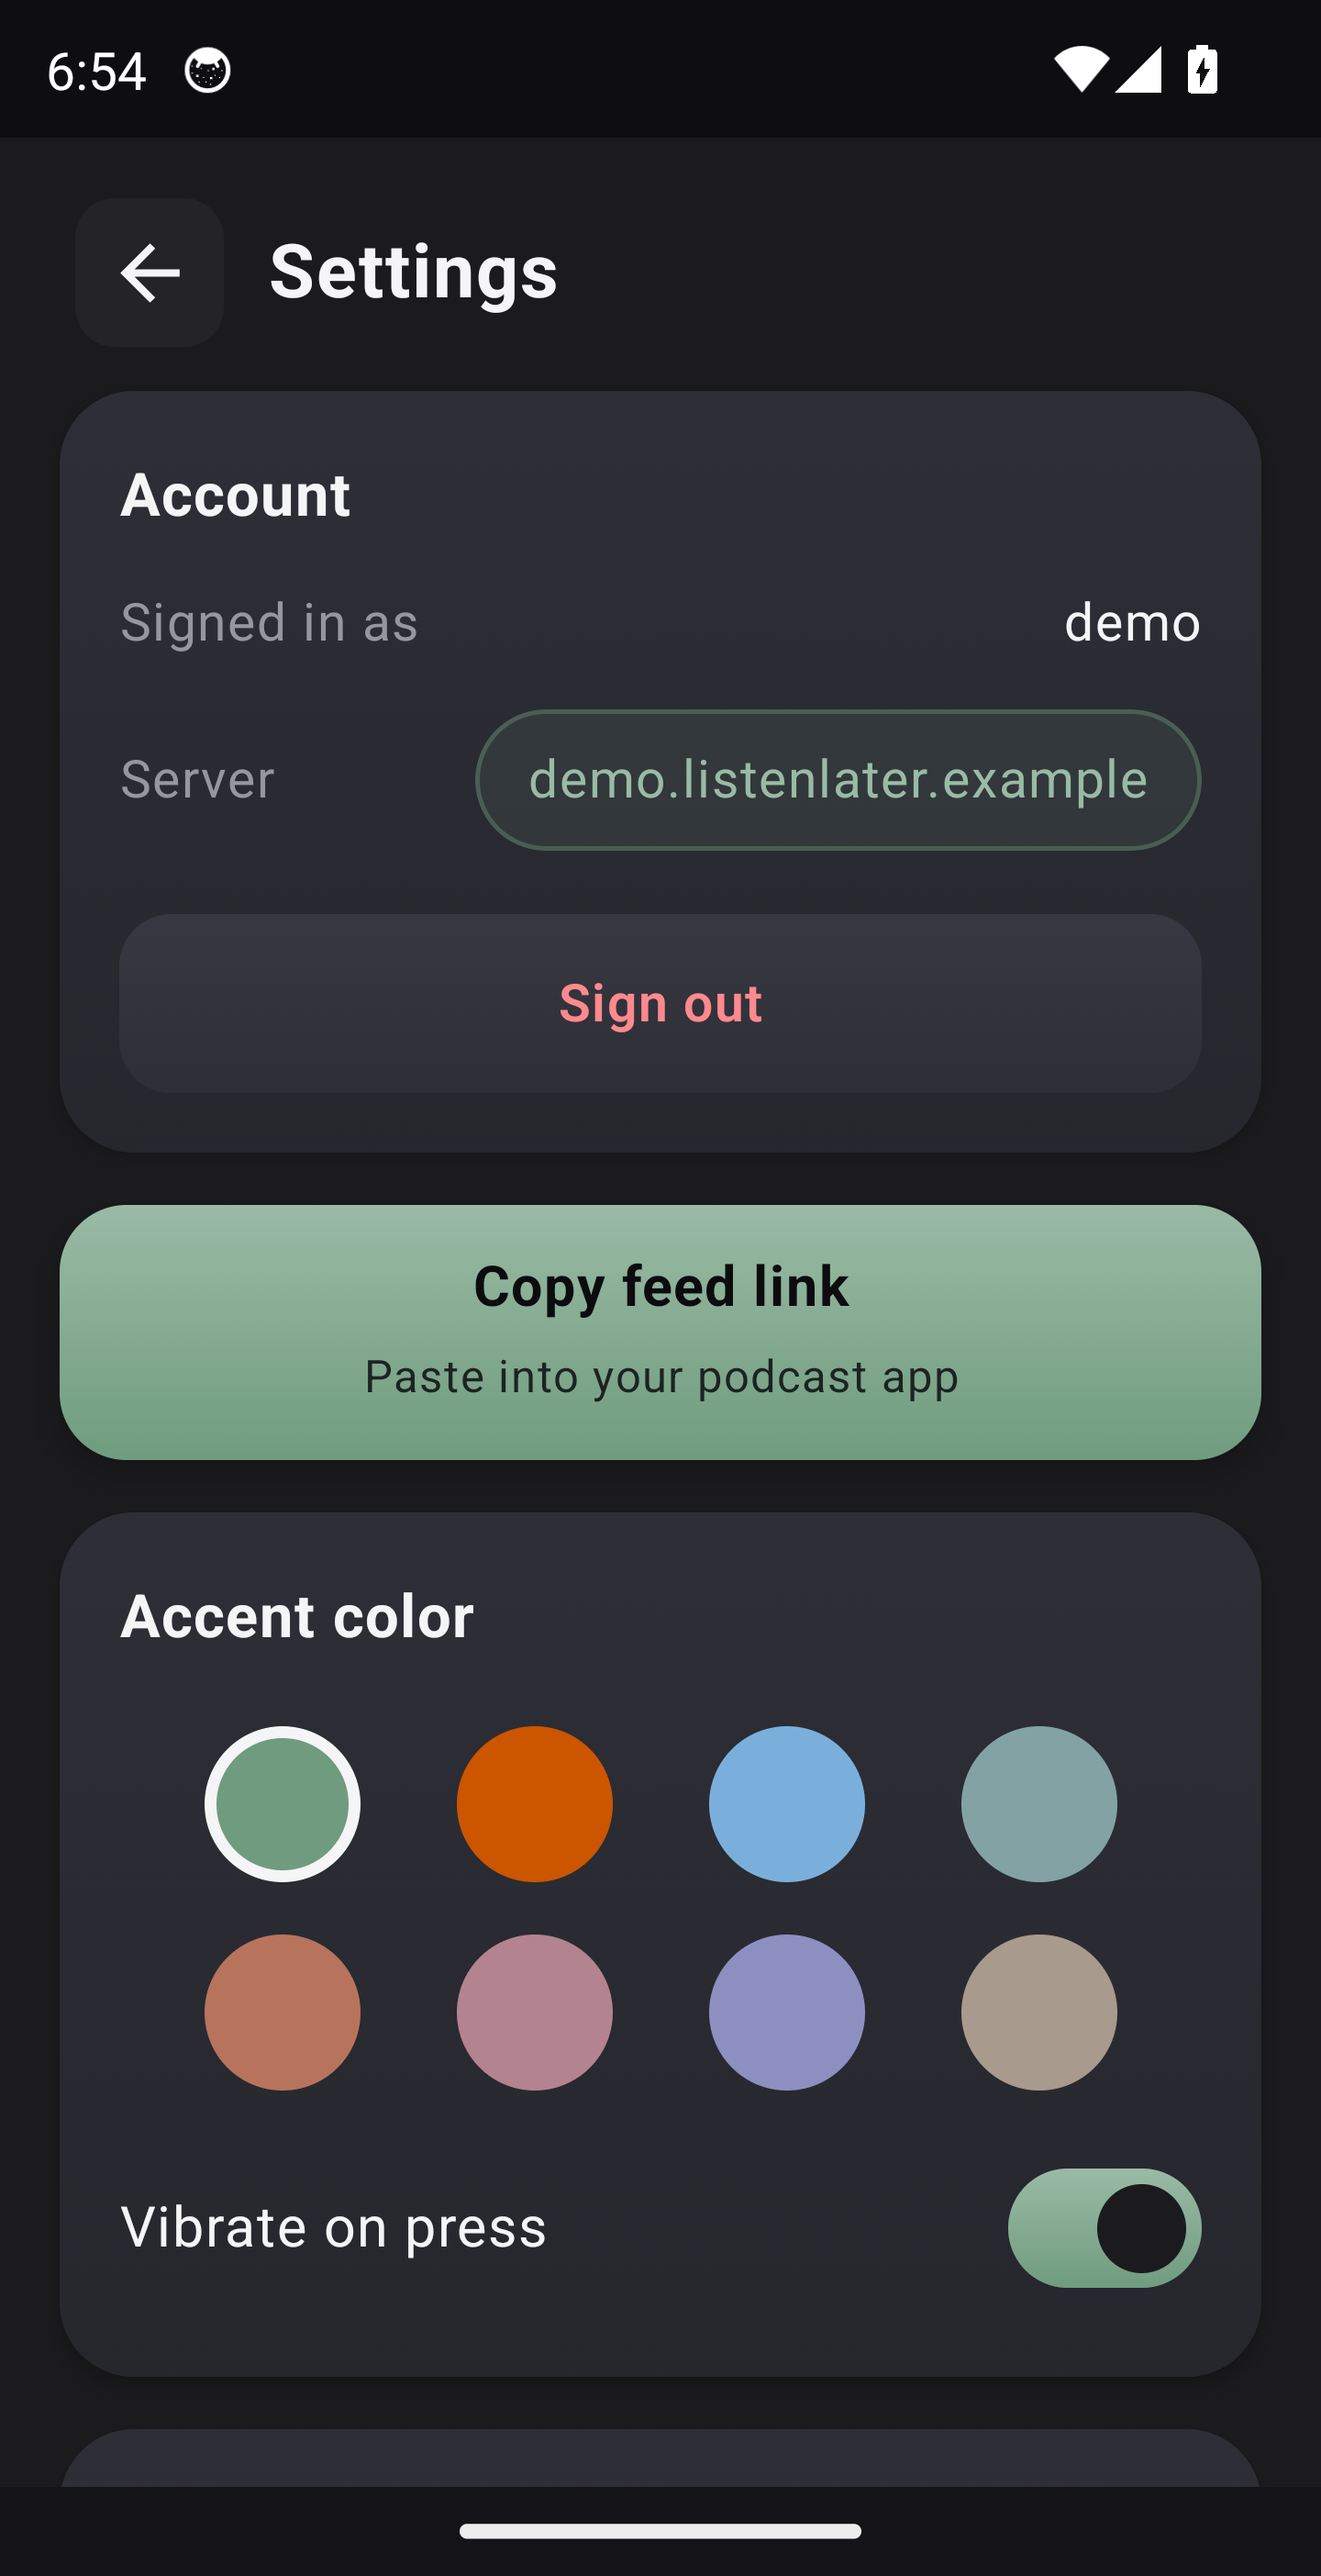 6:54
Settings
Account
Signed in as demo
Server demo.listenlater.example
Sign out
Copy feed link
Paste into your podcast app
Accent color
Vibrate on press